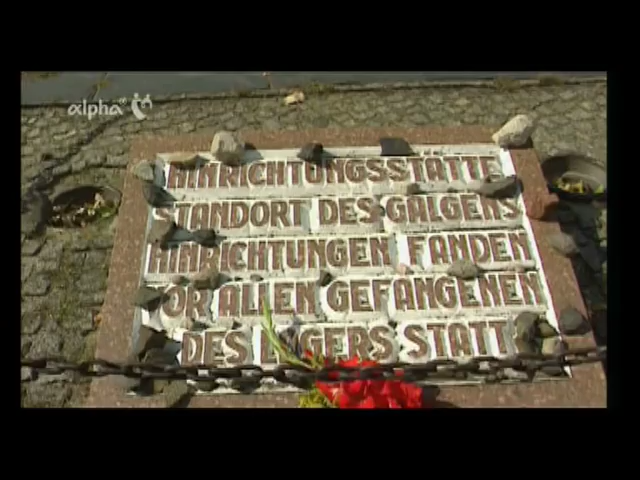 alpha
HINRICHTUNGSSTÄTTE
STANDORT DES GALGENS
HINRICHTUNGEN FANDEN
VOR ALLEN GEFANGENEN
DES LAGERS STATT